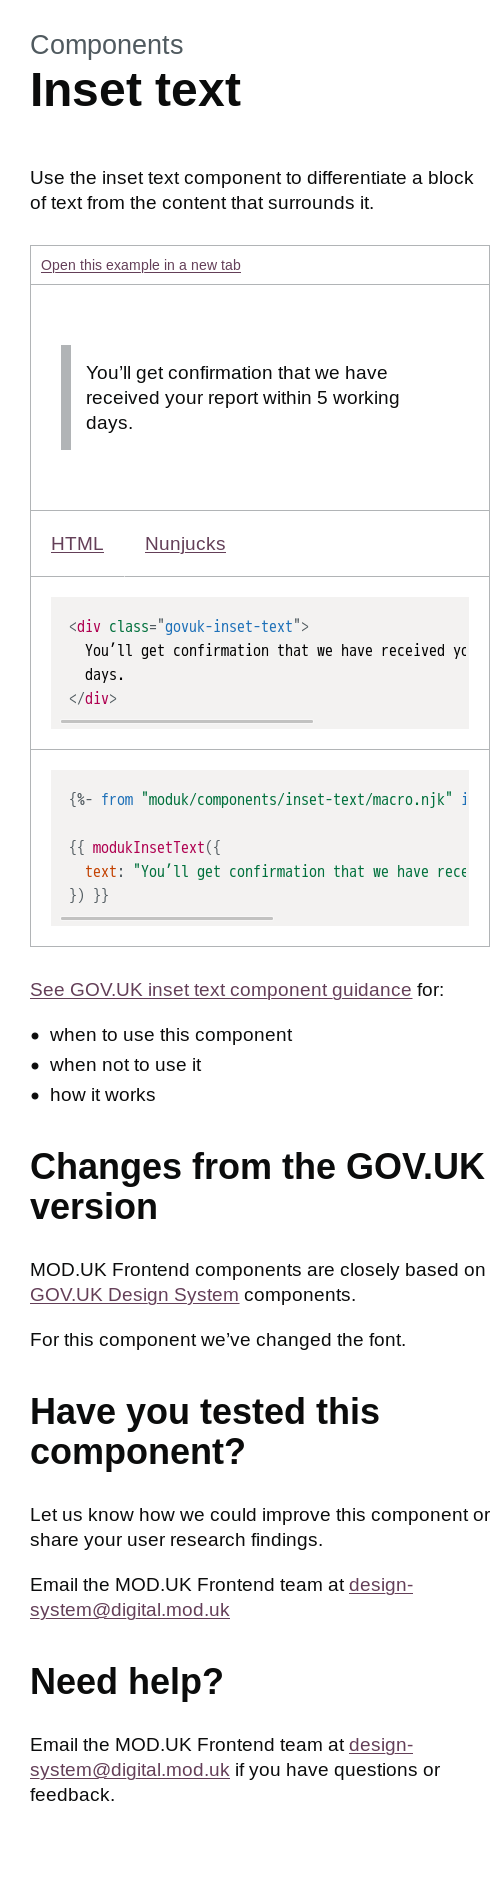 Components
Inset text
Use the inset text component to differentiate a block
of text from the content that surrounds it.
Open this example in a new tab
You’ll get confirmation that we have
received your report within 5 working
days.
HTML Nunjucks
<div class="govuk-inset-text">
You’ll get confirmation that we have received yo
days.
</div>
{%- from "moduk/components/inset-text/macro.njk" i
{{ modukInsetText({
text: "You’ll get confirmation that we have rece
}) }}
See GOV.UK inset text component guidance for:
• when to use this component
• when not to use it
• how it works
Changes from the GOV.UK
version
MOD.UK Frontend components are closely based on
GOV.UK Design System components.
For this component we’ve changed the font.
Have you tested this
component?
Let us know how we could improve this component or
share your user research findings.
Email the MOD.UK Frontend team at design-
system@digital.mod.uk
Need help?
Email the MOD.UK Frontend team at design-
system@digital.mod.uk if you have questions or
feedback.